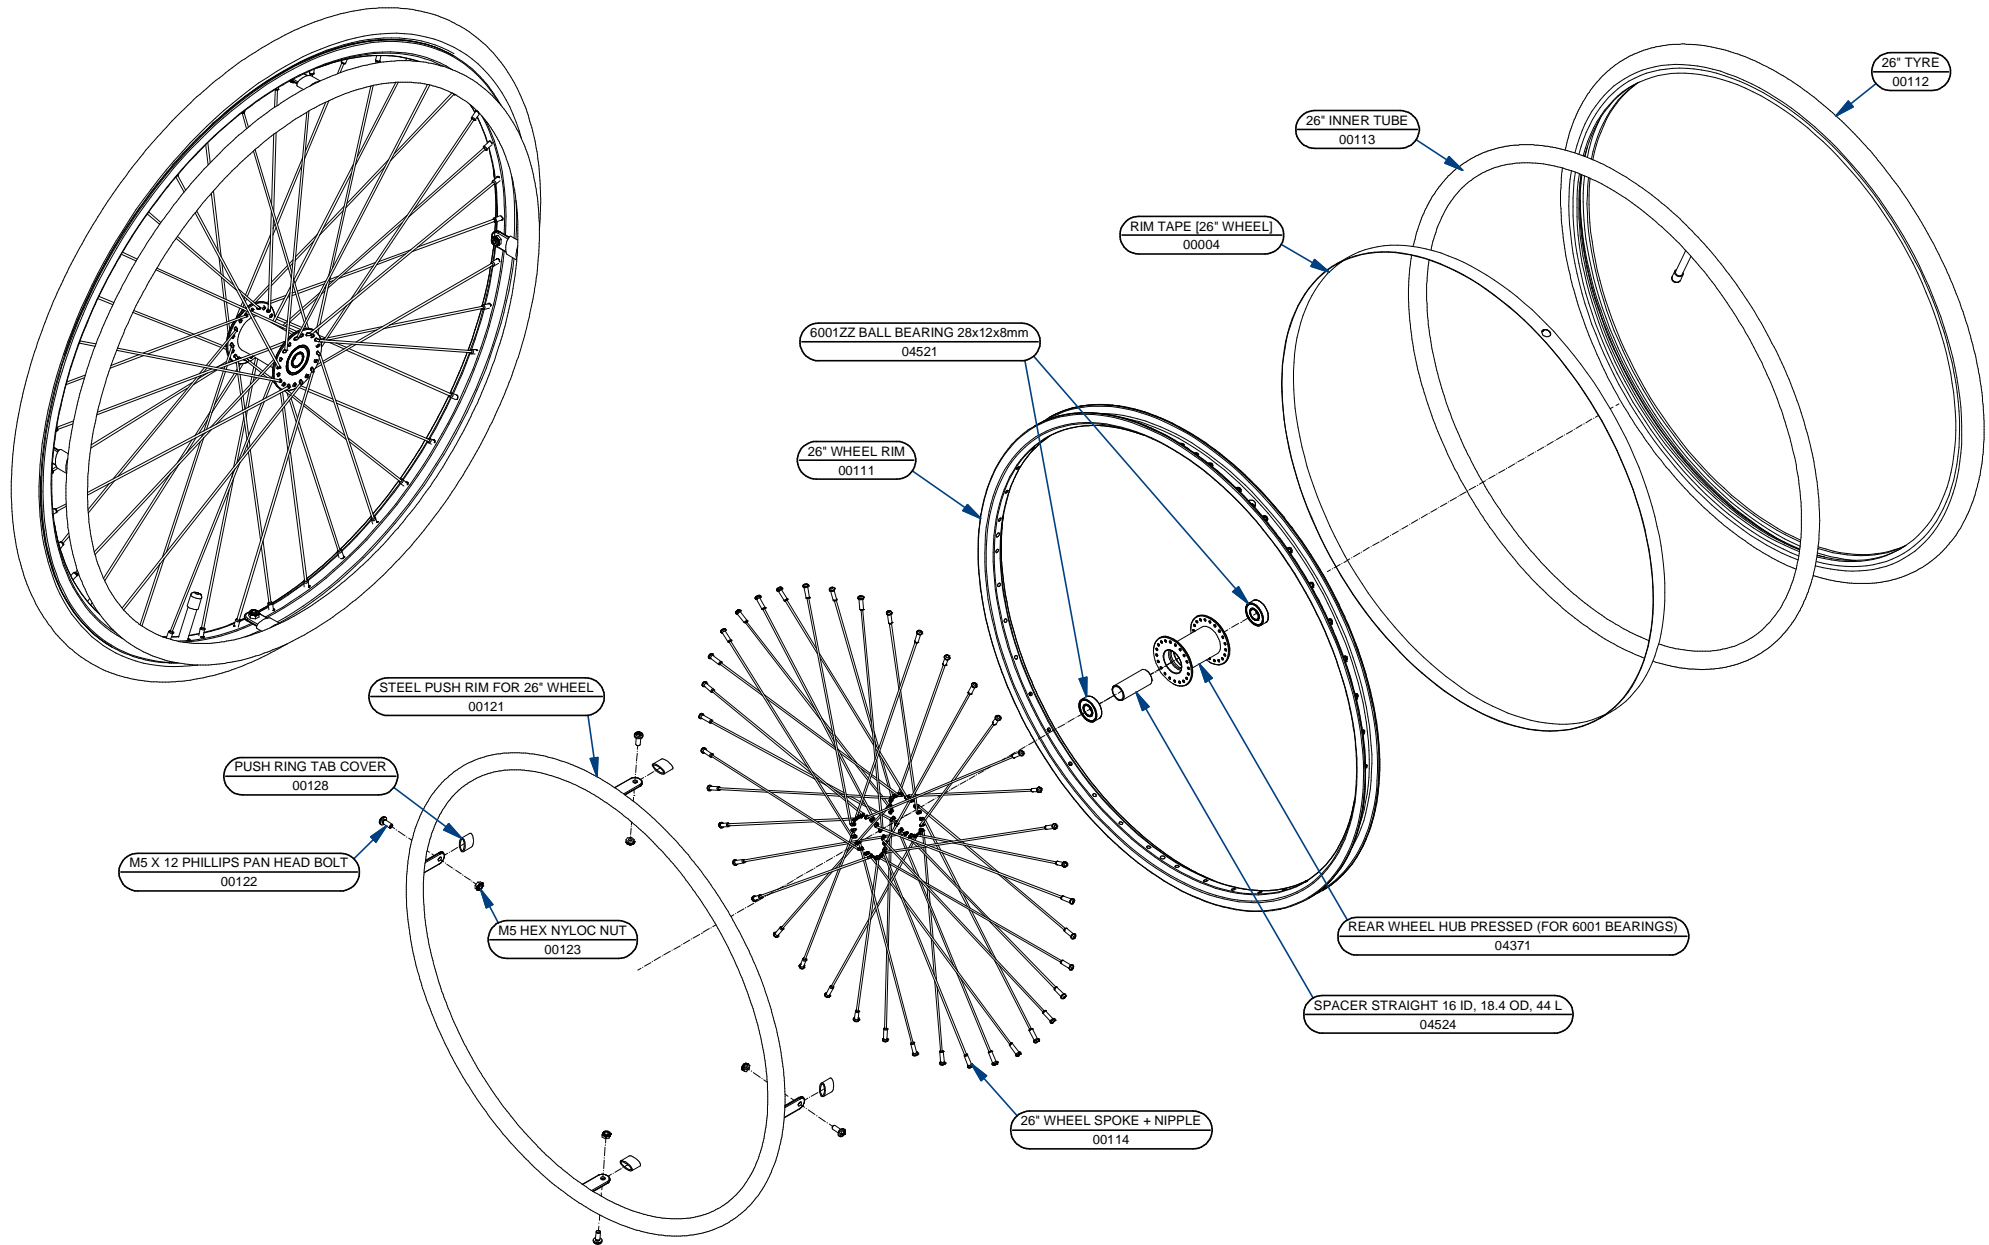 26" TYRE
00112
26" INNER TUBE
00113
RIM TAPE [26" WHEEL]
00004
6001ZZ BALL BEARING 28x12x8mm
04521
26" WHEEL RIM
00111
STEEL PUSH RIM FOR 26" WHEEL
00121
PUSH RING TAB COVER
00128
M5 X 12 PHILLIPS PAN HEAD BOLT
00122
M5 HEX NYLOC NUT
00123
REAR WHEEL HUB PRESSED (FOR 6001 BEARINGS)
04371
SPACER STRAIGHT 16 ID, 18.4 OD, 44 L
04524
26" WHEEL SPOKE + NIPPLE
00114